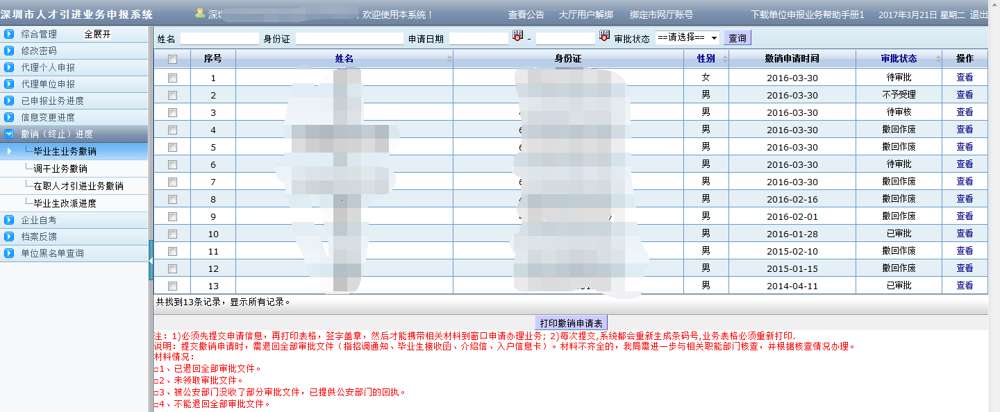 深圳市人才引进业务申报系统 深圳 ，欢迎使用本系统！ 查看公告 大厅用户解绑 绑定市网厅账号 下载单位申报业务帮助手册1 2017年3月21日 星期二 退出
综合管理 全展开
修改密码
代理个人申报
代理单位申报
已申报业务进度
信息变更进度
撤销（终止）进度
毕业生业务撤销
调干业务撤销
在职人才引进业务撤销
毕业生改派进度
企业自考
档案反馈
单位黑名单查询
姓名 身份证 申请日期 - 审批状态 ==请选择== 查询
序号 姓名 身份证 性别 撤销申请时间 审批状态 操作
1 女 2016-03-30 待审批 查看
2 男 2016-03-30 不予受理 查看
3 男 2016-03-30 待审核 查看
4 6 男 2016-03-30 撤回作废 查看
5 6 男 2016-03-30 撤回作废 查看
6 男 2016-03-30 待审批 查看
7 6 男 2016-03-30 撤回作废 查看
8 男 2016-02-16 撤回作废 查看
9 男 2016-02-01 撤回作废 查看
10 男 2016-01-28 已审批 查看
11 男 2015-02-10 撤回作废 查看
12 男 2015-01-15 撤回作废 查看
13 男 2014-04-11 已审批 查看
共找到13条记录，显示所有记录。
打印撤销申请表
注：1)必须先提交申请信息，再打印表格，签字盖章，然后才能携带相关材料到窗口申请办理业务；2)每次提交,系统都会重新生成条码号,业务表格必须重新打印.
说明：提交撤销申请时，需退回全部审批文件（指招调通知、毕业生接收函、介绍信、入户信息卡）。材料不齐全的，我局需进一步与相关职能部门核查，并根据核查情况办理。
材料情况：
□1、已退回全部审批文件。
□2、未领取审批文件。
□3、被公安部门没收了部分审批文件，已提供公安部门的回执。
□4、不能退回全部审批文件。